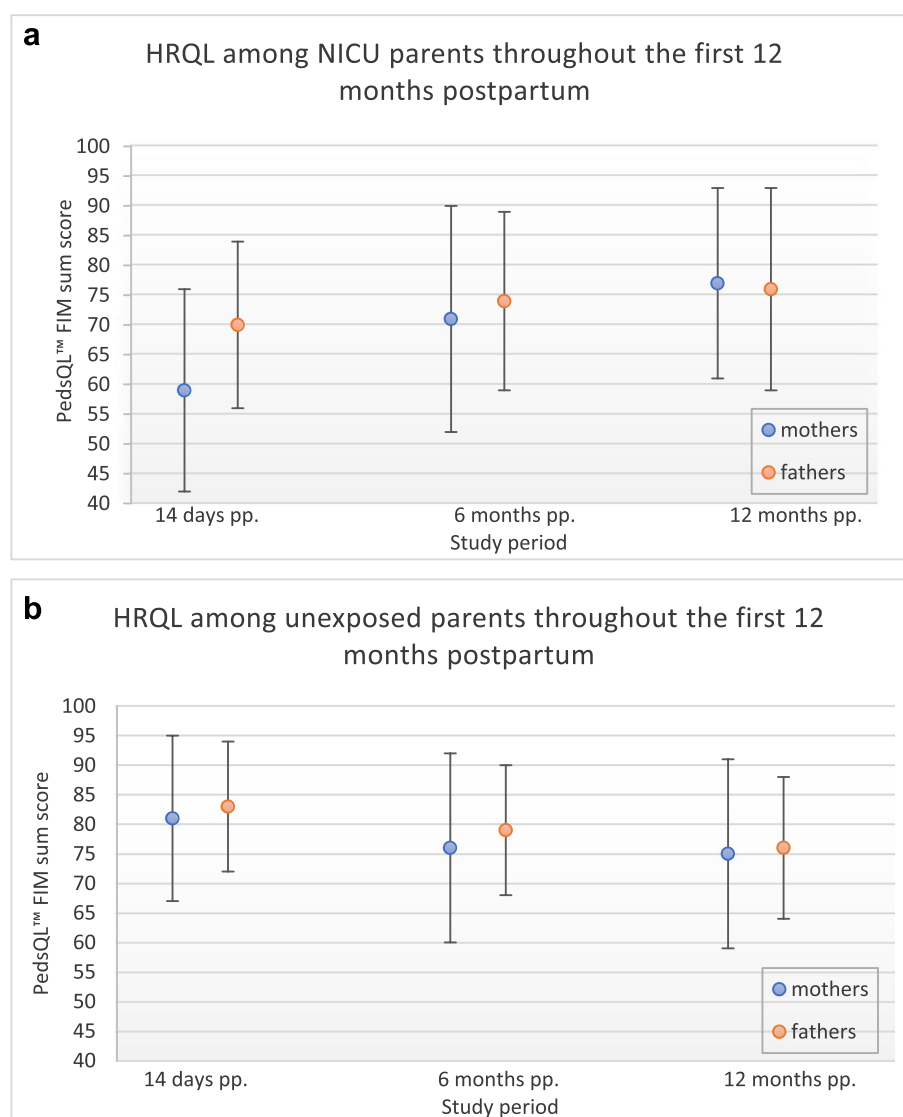 a
HRQL among NICU parents throughout the first 12
months postpartum
PedsQL™ FIM sum score
100
95
90
85
80
75
70
65
60
55
50
45
40
mothers
fathers
14 days pp.
6 months pp.
12 months pp.
Study period
b
HRQL among unexposed parents throughout the first 12
months postpartum
PedsQL™ FIM sum score
100
95
90
85
80
75
70
65
60
55
50
45
40
mothers
fathers
14 days pp.
6 months pp.
12 months pp.
Study period